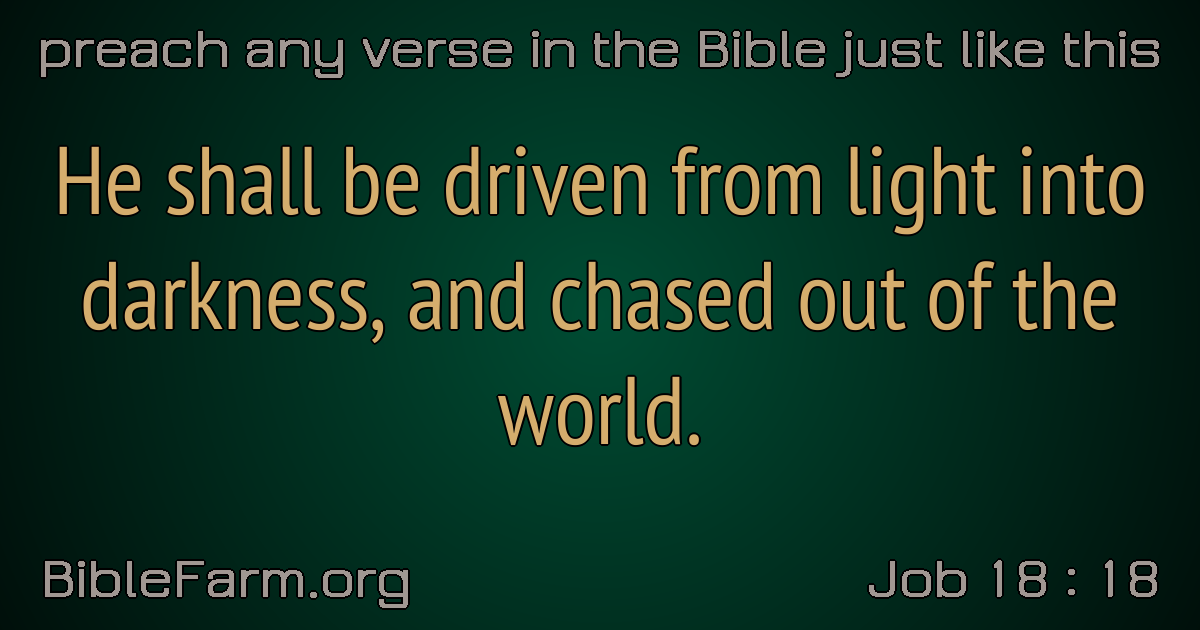 preach any verse in the Bible just like this
He shall be driven from light into
darkness, and chased out of the
world.
BibleFarm.org
Job 18 : 18